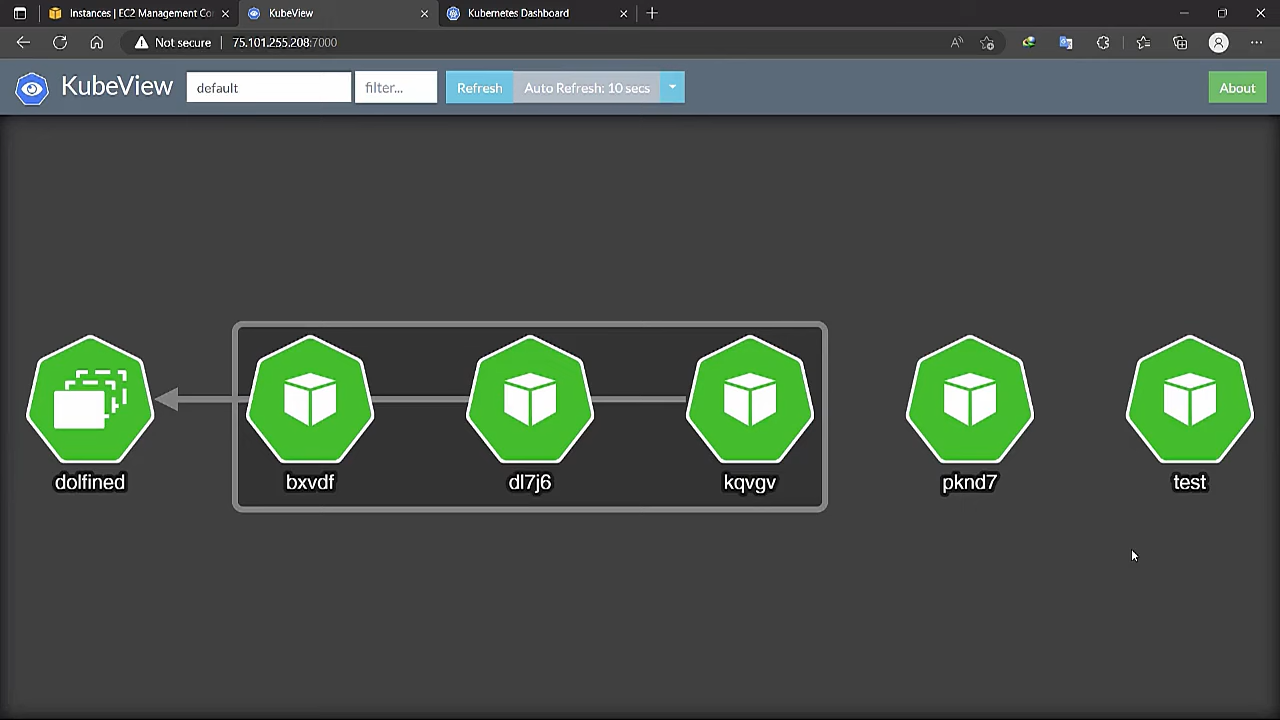 Instances | EC2 Management Co
KubeView
Kubernetes Dashboard
Not secure
75.101.255.208:7000
KubeView
default
filter...
Refresh
Auto Refresh: 10 secs
About
dolfined
bxvdf
dl7j6
kqvgv
pknd7
test